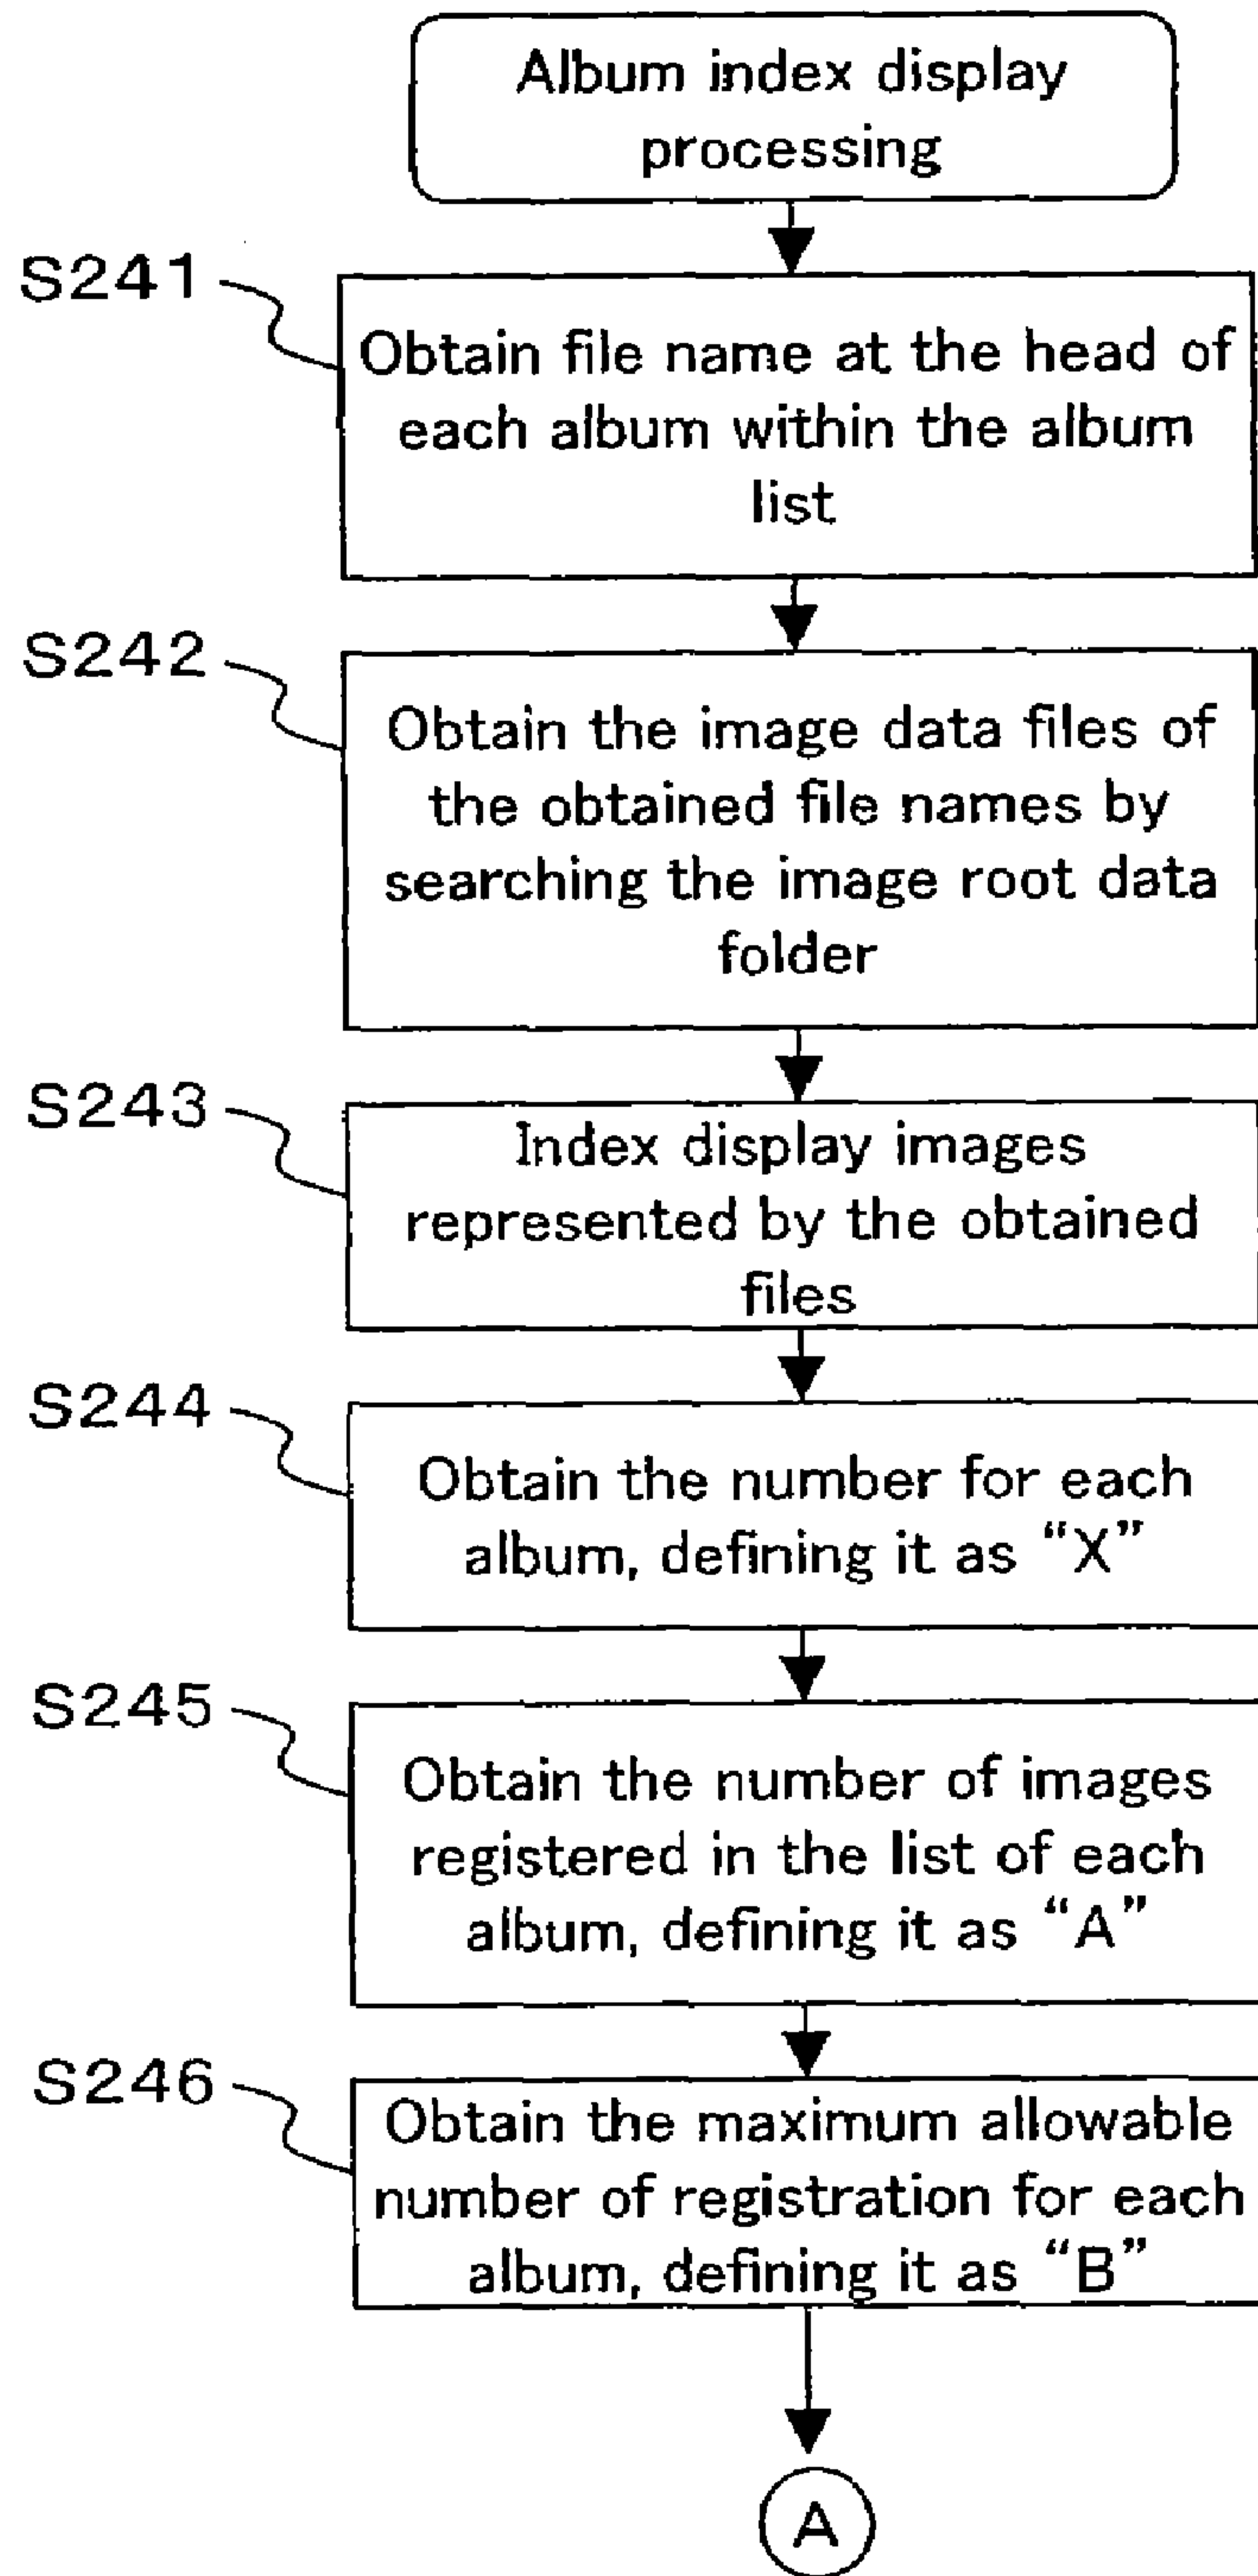 Album index display
processing
S241
Obtain file name at the head of
each album within the album
list
S242
Obtain the image data files of
the obtained file names by
searching the image root data
folder
S243
Index display images
represented by the obtained
files
S244
Obtain the number for each
album, defining it as “X”
S245
Obtain the number of images
registered in the list of each
album, defining it as “A”
S246
Obtain the maximum allowable
number of registration for each
album, defining it as “B”
A